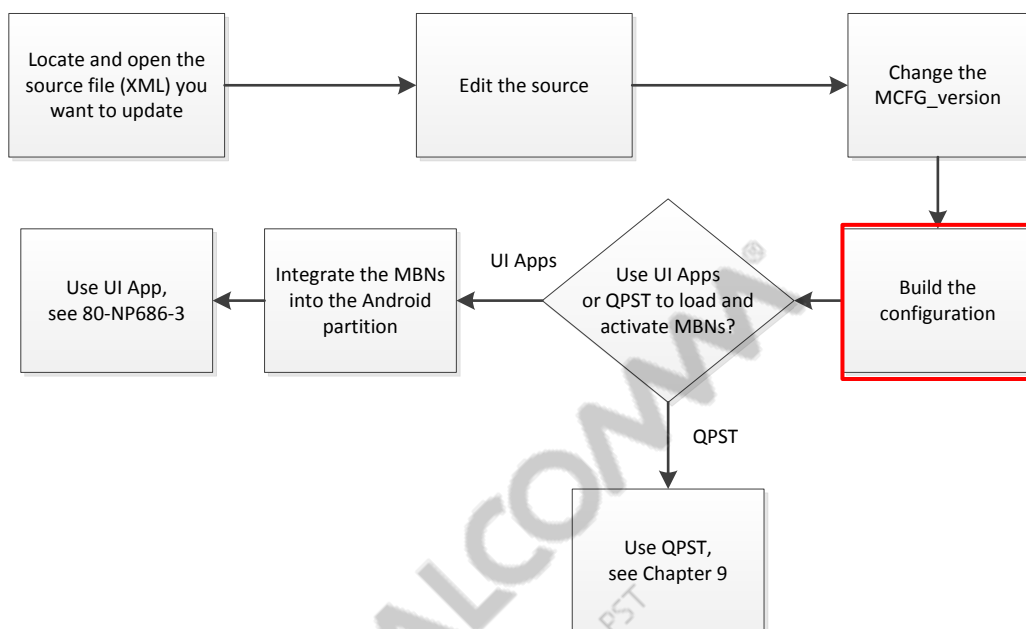 Locate and open the
source file (XML) you
want to update
Edit the source
Change the
MCFG_version
Build the
configuration
Use UI Apps
or QPST to load and
activate MBNs?
UI Apps
Integrate the MBNs
into the Android
partition
Use UI App,
see 80-NP686-3
QPST
Use QPST,
see Chapter 9
ALCOMM®
PST